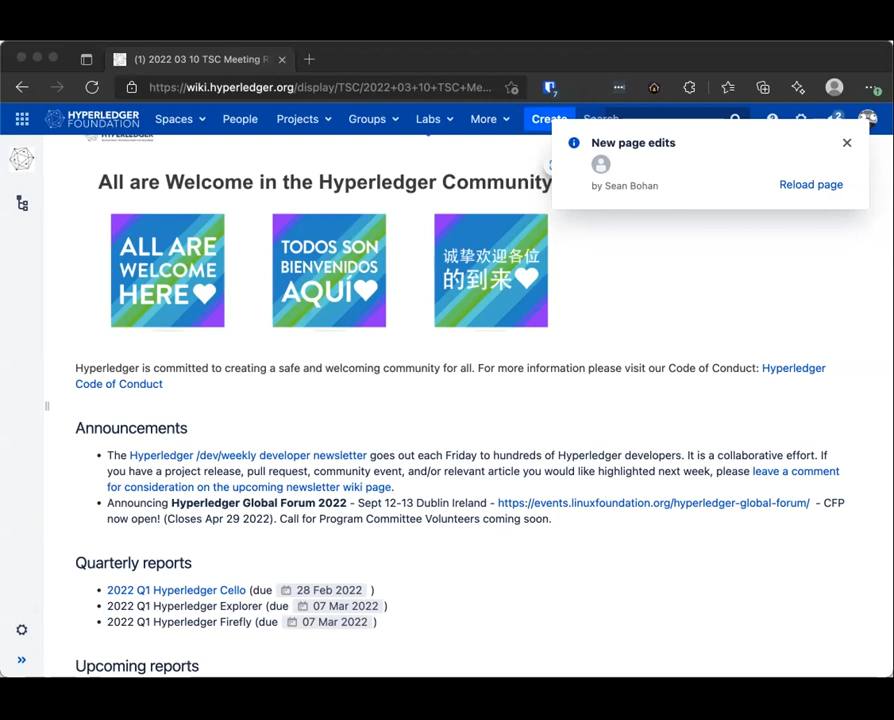 (1) 2022 03 10 TSC Meeting R
https://wiki.hyperledger.org/display/TSC/2022+03+10+TSC+Me...
7
1
HYPERLEDGER FOUNDATION
Spaces
People
Projects
Groups
Labs
More
Create
Search
2
New page edits
by Sean Bohan
Reload page
All are Welcome in the Hyperledger Community
ALL ARE
WELCOME
HERE
TODOS SON
BIENVENIDOS
AQUÍ
诚挚欢迎各位
的到来
Hyperledger is committed to creating a safe and welcoming community for all. For more information please visit our Code of Conduct: Hyperledger
Code of Conduct
Announcements
• The Hyperledger /dev/weekly developer newsletter goes out each Friday to hundreds of Hyperledger developers. It is a collaborative effort. If
you have a project release, pull request, community event, and/or relevant article you would like highlighted next week, please leave a comment
for consideration on the upcoming newsletter wiki page.
• Announcing Hyperledger Global Forum 2022 - Sept 12-13 Dublin Ireland - https://events.linuxfoundation.org/hyperledger-global-forum/ - CFP
now open! (Closes Apr 29 2022). Call for Program Committee Volunteers coming soon.
Quarterly reports
• 2022 Q1 Hyperledger Cello (due 28 Feb 2022 )
• 2022 Q1 Hyperledger Explorer (due 07 Mar 2022 )
• 2022 Q1 Hyperledger Firefly (due 07 Mar 2022 )
Upcoming reports